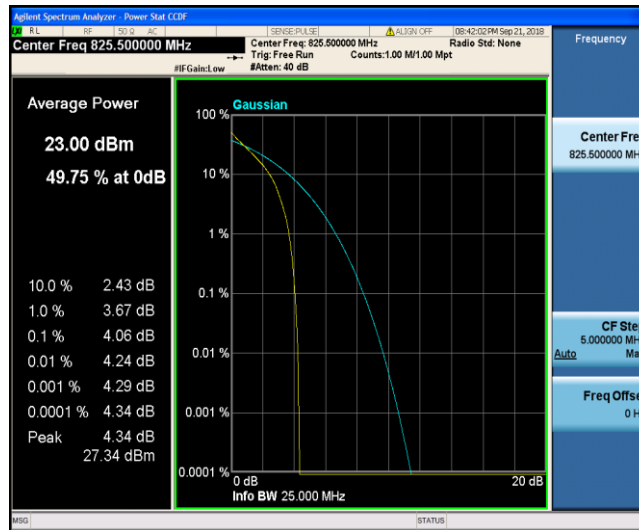 Agilent Spectrum Analyzer - Power Stat CCDF
RL RF 50 Ω AC SENSE:PULSE ALIGN OFF 08:42:02 PM Sep 21, 2018
Center Freq 825.500000 MHz
Center Freq: 825.500000 MHz Radio Std: None
Trig: Free Run Counts:1.00 M/1.00 Mpt
#IFGain:Low #Atten: 40 dB
Frequency
Average Power
23.00 dBm
49.75 % at 0dB
10.0 % 2.43 dB
1.0 % 3.67 dB
0.1 % 4.06 dB
0.01 % 4.24 dB
0.001 % 4.29 dB
0.0001 % 4.34 dB
Peak 4.34 dB
27.34 dBm
Gaussian
100 %
10 %
1 %
0.1 %
0.01 %
0.001 %
0.0001 %
0 dB 20 dB
Info BW 25.000 MHz
Center Fre
825.500000 MH
CF Ste
5.000000 MH
Auto Ma
Freq Offse
0 H
MSG STATUS